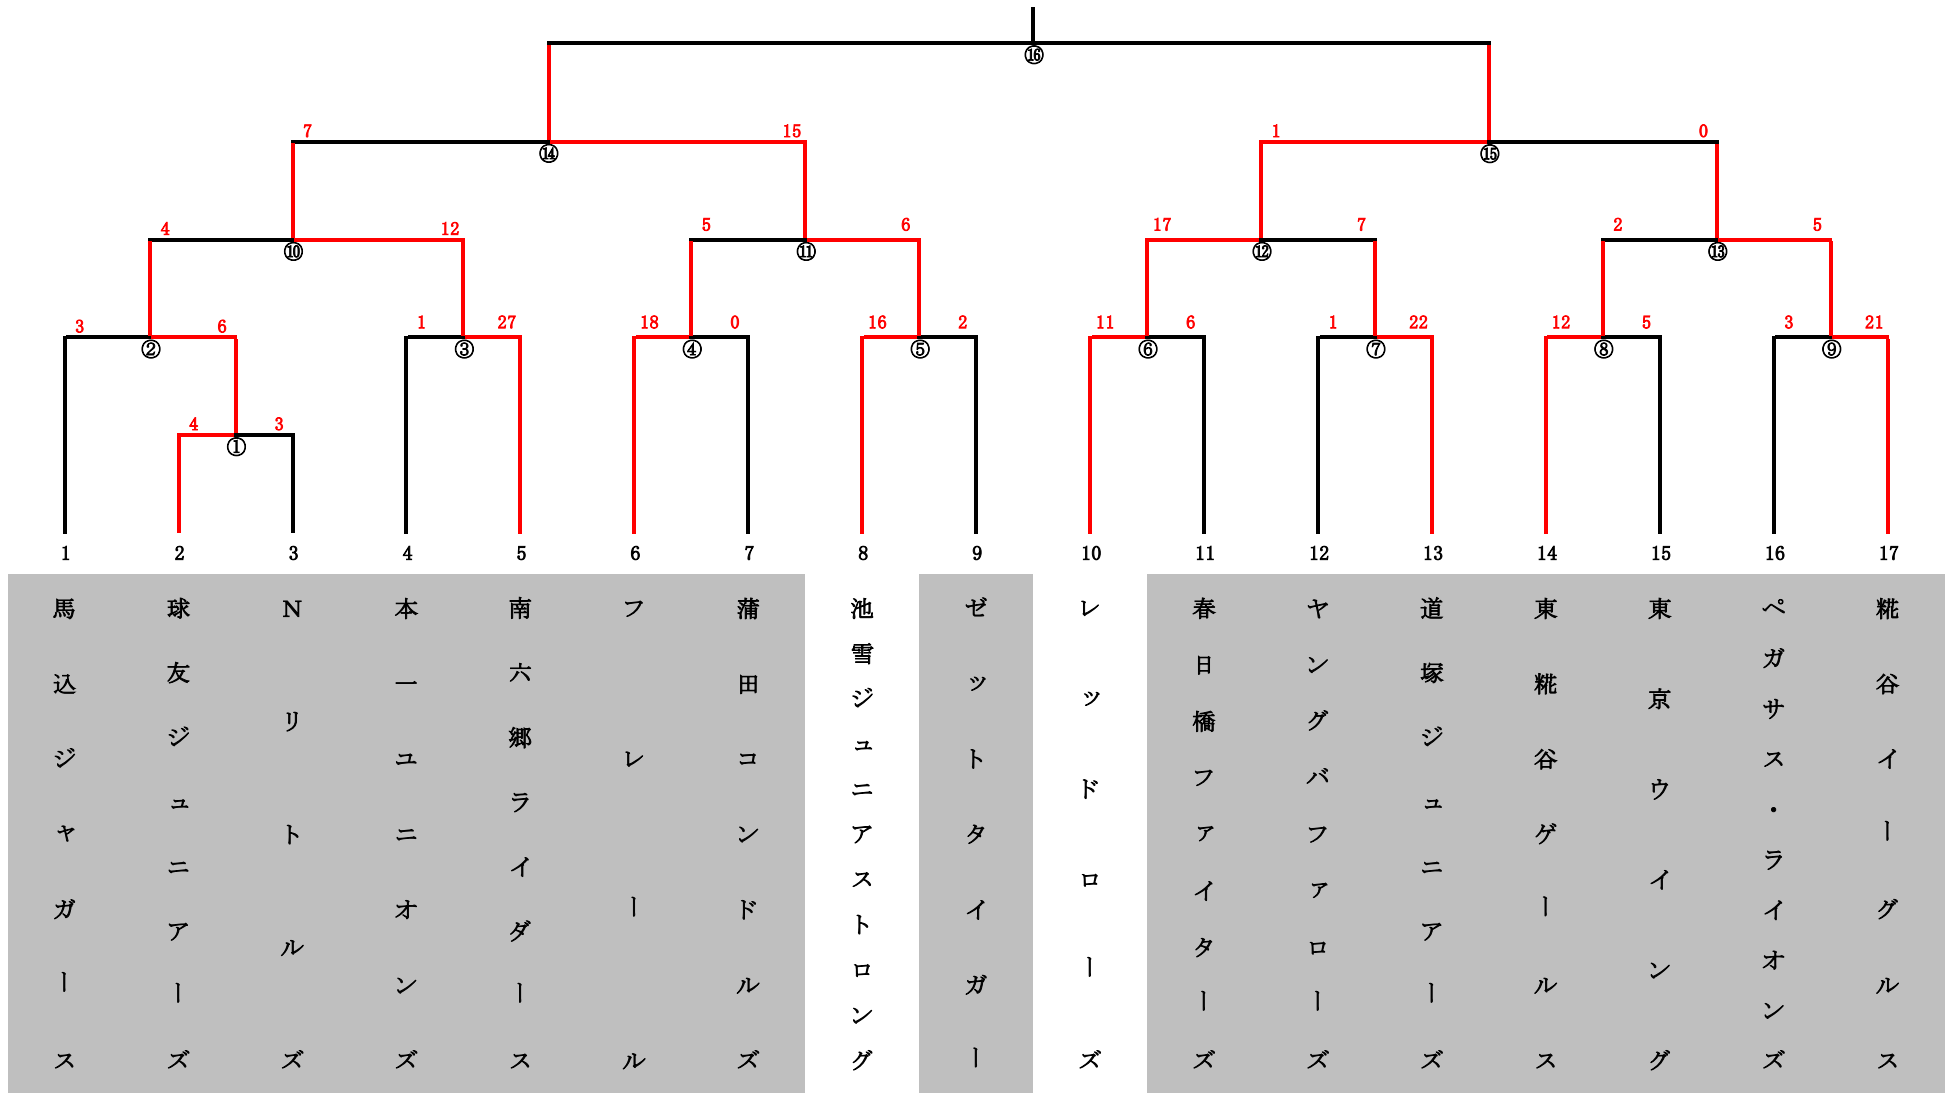 ⑯
7 15 1 0
⑭ ⑮
4 12 5 6 17 7 2 5
⑩ ⑪ ⑫ ⑬
3 6 1 27 18 0 16 2 11 6 1 22 12 5 3 21
② ③ ④ ⑤ ⑥ ⑦ ⑧ ⑨
4 3
①
1 2 3 4 5 6 7 8 9 10 11 12 13 14 15 16 17
馬込ジャガース
球友ジュニアーズ
Nリトルズ
本一ユニオンズ
南六郷ライダース
フレール
蒲田コンドルズ
池雪ジュニアストロング
ゼットタイガー
レッドローズ
春日橋ファイターズ
ヤングバファローズ
道塚ジュニアーズ
東糀谷ゲールス
東京ウイング
ペガサス・ライオンズ
糀谷イーグルス